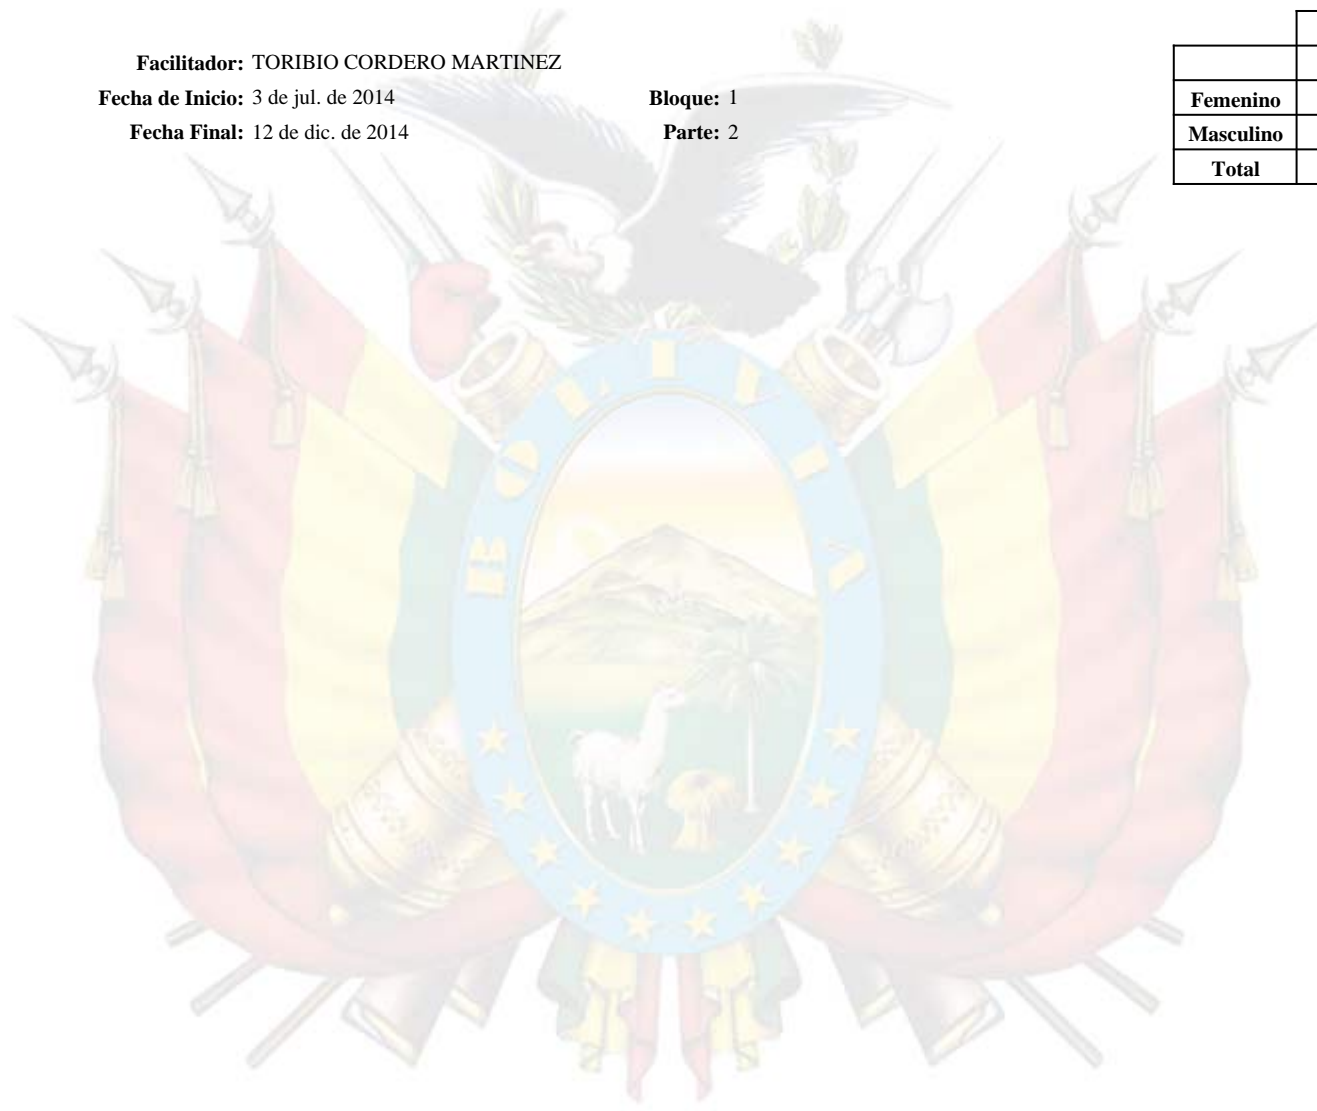 Facilitador: TORIBIO CORDERO MARTINEZ
Fecha de Inicio: 3 de jul. de 2014 Bloque: 1
Fecha Final: 12 de dic. de 2014 Parte: 2
Femenino
Masculino
Total
BOLIVIA